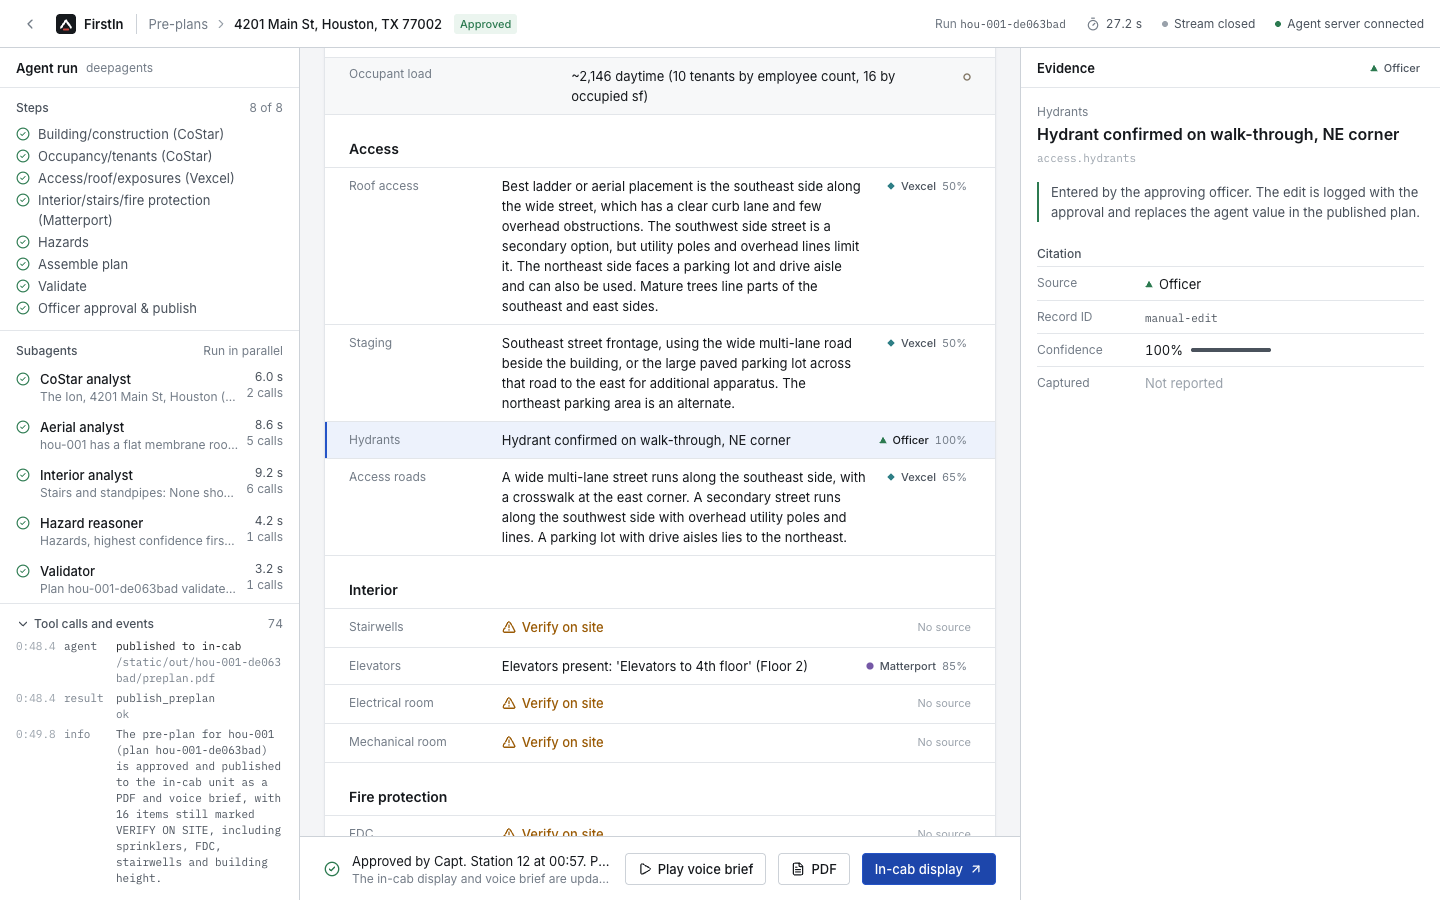 FirstIn
Pre-plans
4201 Main St, Houston, TX 77002
Approved
Run hou-001-de063bad
27.2 s
Stream closed
Agent server connected
Agent run deepagents
Steps 8 of 8
Building/construction (CoStar)
Occupancy/tenants (CoStar)
Access/roof/exposures (Vexcel)
Interior/stairs/fire protection
(Matterport)
Hazards
Assemble plan
Validate
Officer approval & publish
Subagents Run in parallel
CoStar analyst 6.0 s
The Ion, 4201 Main St, Houston (... 2 calls
Aerial analyst 8.6 s
hou-001 has a flat membrane roo... 5 calls
Interior analyst 9.2 s
Stairs and standpipes: None sho... 6 calls
Hazard reasoner 4.2 s
Hazards, highest confidence firs... 1 calls
Validator 3.2 s
Plan hou-001-de063bad validate... 1 calls
Tool calls and events 74
0:48.4 agent published to in-cab
/static/out/hou-001-de063
bad/preplan.pdf
0:48.4 result publish_preplan
ok
0:49.8 info The pre-plan for hou-001
(plan hou-001-de063bad)
is approved and published
to the in-cab unit as a
PDF and voice brief, with
16 items still marked
VERIFY ON SITE, including
sprinklers, FDC,
stairwells and building
height.
Occupant load ~2,146 daytime (10 tenants by employee count, 16 by
occupied sf)
Access
Roof access Best ladder or aerial placement is the southeast side along Vexcel 50%
the wide street, which has a clear curb lane and few
overhead obstructions. The southwest side street is a
secondary option, but utility poles and overhead lines limit
it. The northeast side faces a parking lot and drive aisle
and can also be used. Mature trees line parts of the
southeast and east sides.
Staging Southeast street frontage, using the wide multi-lane road Vexcel 50%
beside the building, or the large paved parking lot across
that road to the east for additional apparatus. The
northeast parking area is an alternate.
Hydrants Hydrant confirmed on walk-through, NE corner Officer 100%
Access roads A wide multi-lane street runs along the southeast side, with Vexcel 65%
a crosswalk at the east corner. A secondary street runs
along the southwest side with overhead utility poles and
lines. A parking lot with drive aisles lies to the northeast.
Interior
Stairwells Verify on site No source
Elevators Elevators present: 'Elevators to 4th floor' (Floor 2) Matterport 85%
Electrical room Verify on site No source
Mechanical room Verify on site No source
Fire protection
FDC Verify on site No source
Approved by Capt. Station 12 at 00:57. P...
The in-cab display and voice brief are upda...
Play voice brief
PDF
In-cab display
Evidence Officer
Hydrants
Hydrant confirmed on walk-through, NE corner
access.hydrants
Entered by the approving officer. The edit is logged with the
approval and replaces the agent value in the published plan.
Citation
Source Officer
Record ID manual-edit
Confidence 100%
Captured Not reported